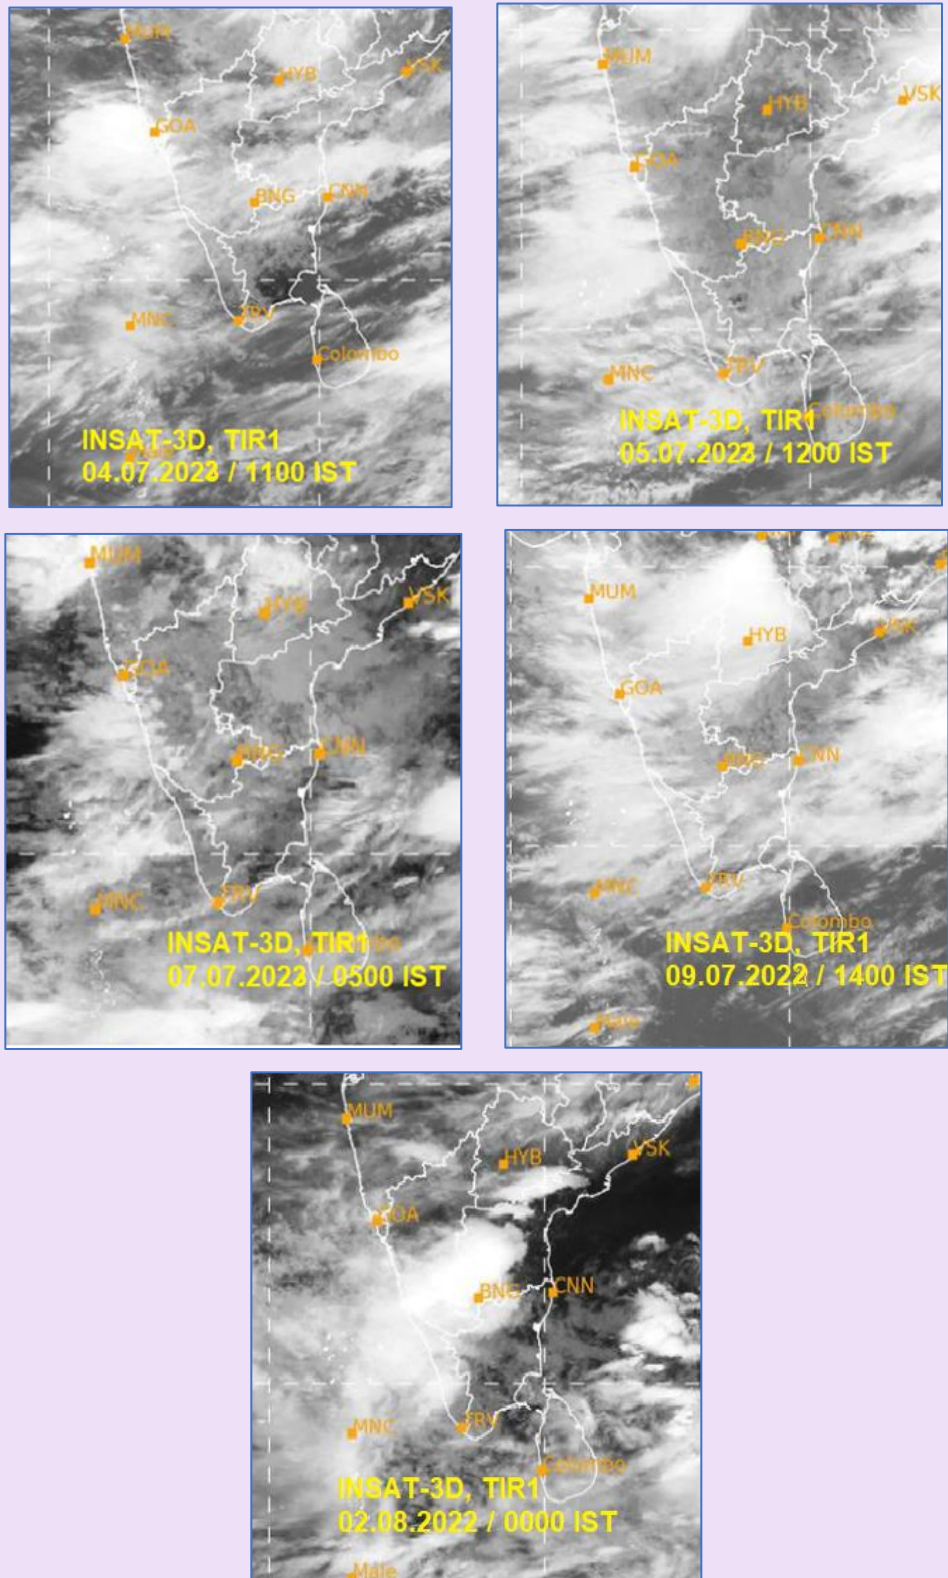 MUM
HYB
VSK
GOA
BNG
CNN
MNC
TRV
Colombo
INSAT-3D, TIR1
04.07.2023 / 1100 IST
MUM
HYB
VSK
GOA
BNG
CNN
MNC
TRV
Colombo
INSAT-3D, TIR1
05.07.2023 / 1200 IST
MUM
HYB
VSK
GOA
BNG
CNN
MNC
TRV
INSAT-3D, TIR1
07.07.2023 / 0500 IST
MUM
HYB
VSK
GOA
BNG
CNN
MNC
TRV
Colombo
INSAT-3D, TIR1
09.07.2022 / 1400 IST
Male
MUM
HYB
VSK
GOA
BNG
CNN
MNC
TRV
Colombo
INSAT-3D, TIR1
02.08.2022 / 0000 IST
Male